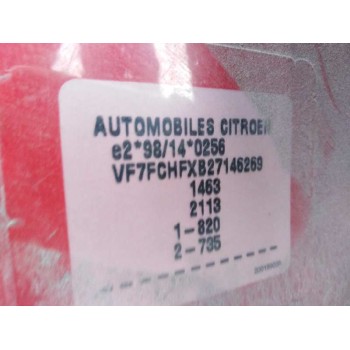 AUTOMOBILES CITROEN
e2*98/14*0256
VF7FCHFXB27146269
1463
2113
1-820
2-735